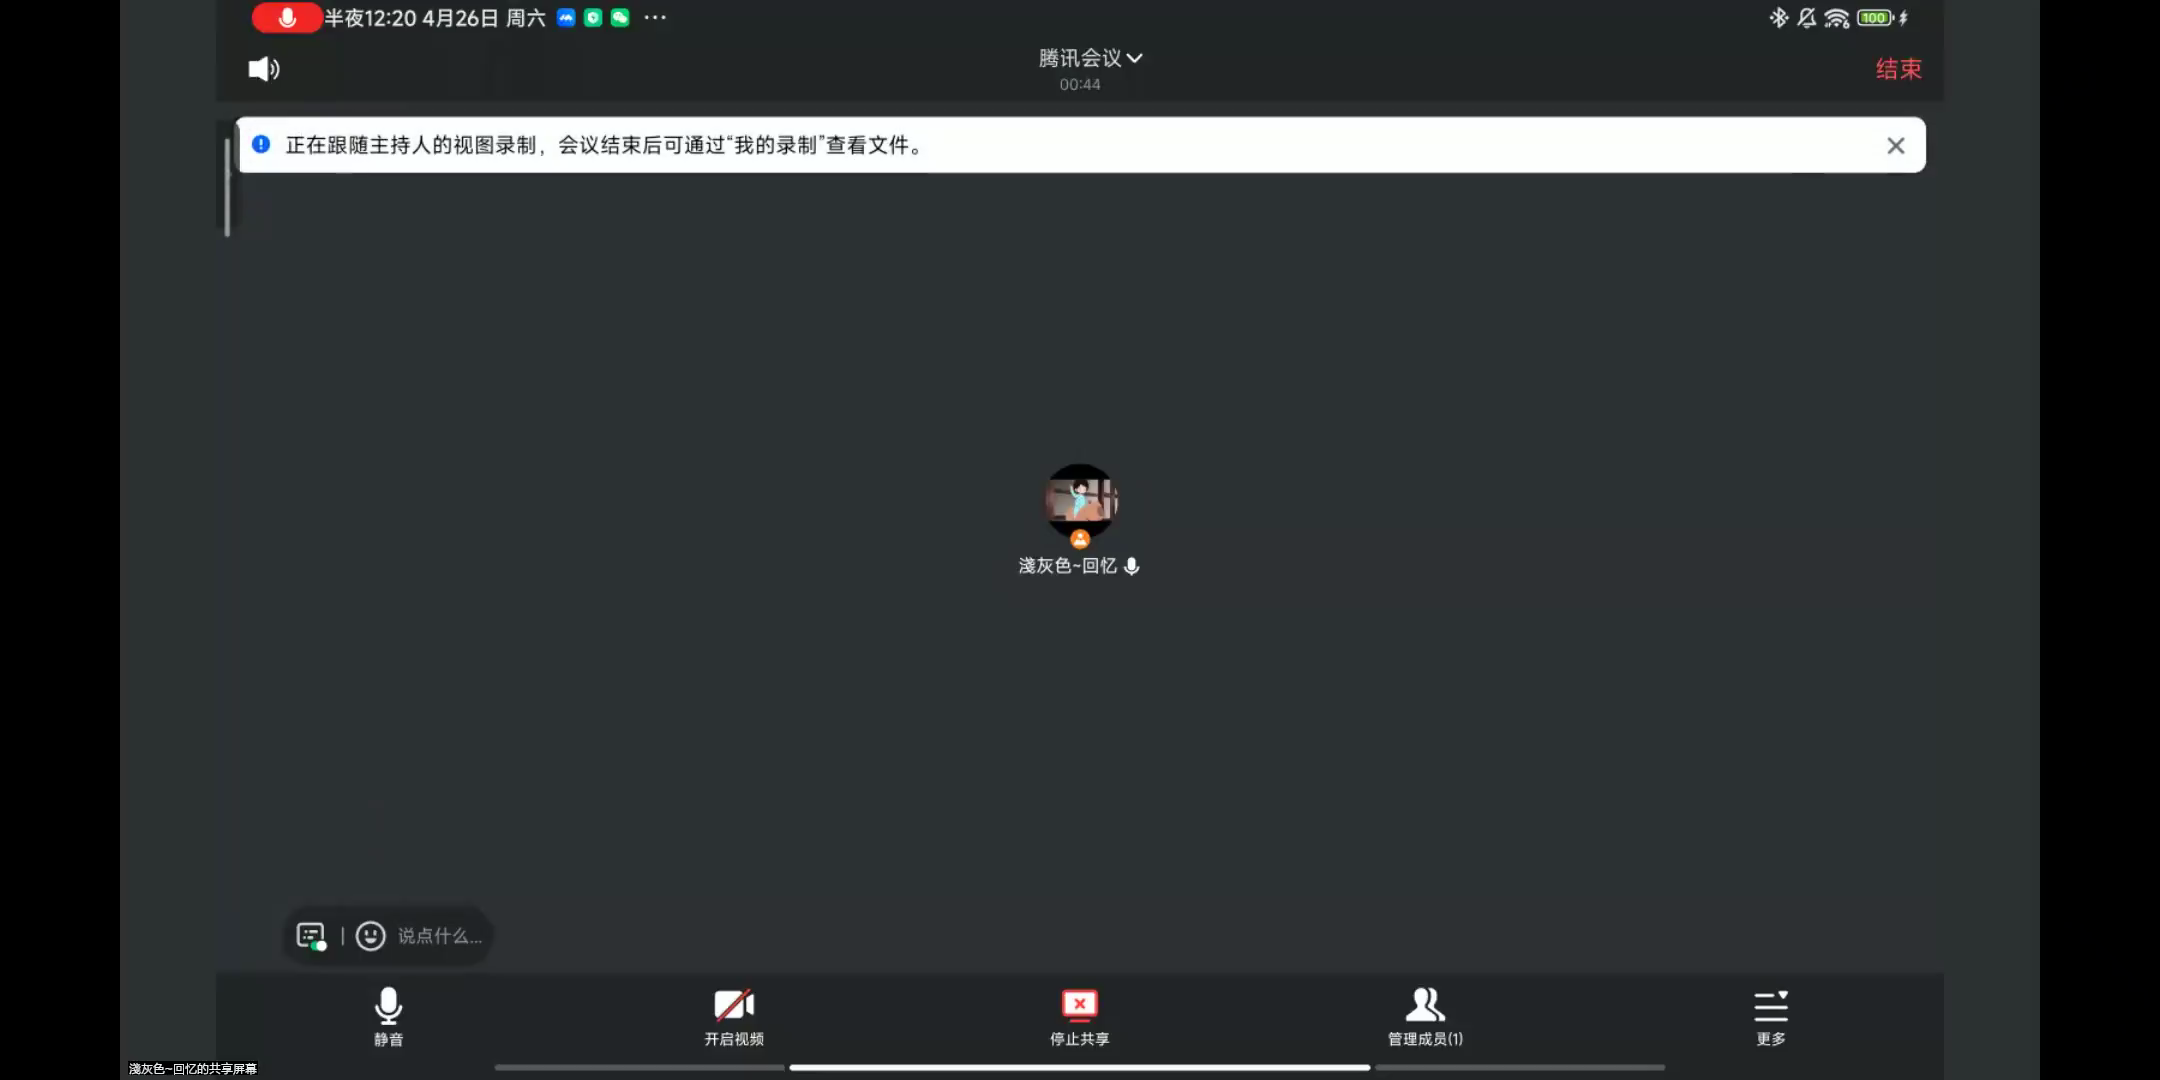 半夜12:20 4月26日 周六 ···
100
腾讯会议
00:44
结束
正在跟随主持人的视图录制，会议结束后可通过“我的录制”查看文件。
淺灰色~回忆
说点什么...
静音
开启视频
停止共享
管理成员(1)
更多
淺灰色~回忆的共享屏幕